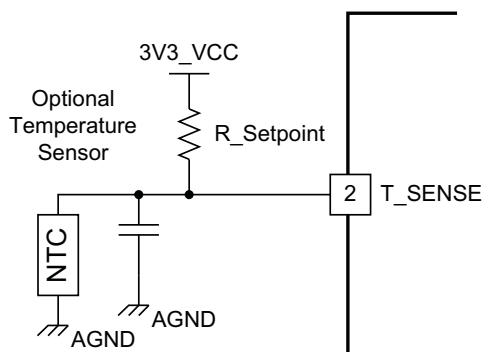 3V3_VCC
Optional
Temperature
Sensor
R_Setpoint
2
T_SENSE
NTC
AGND
AGND